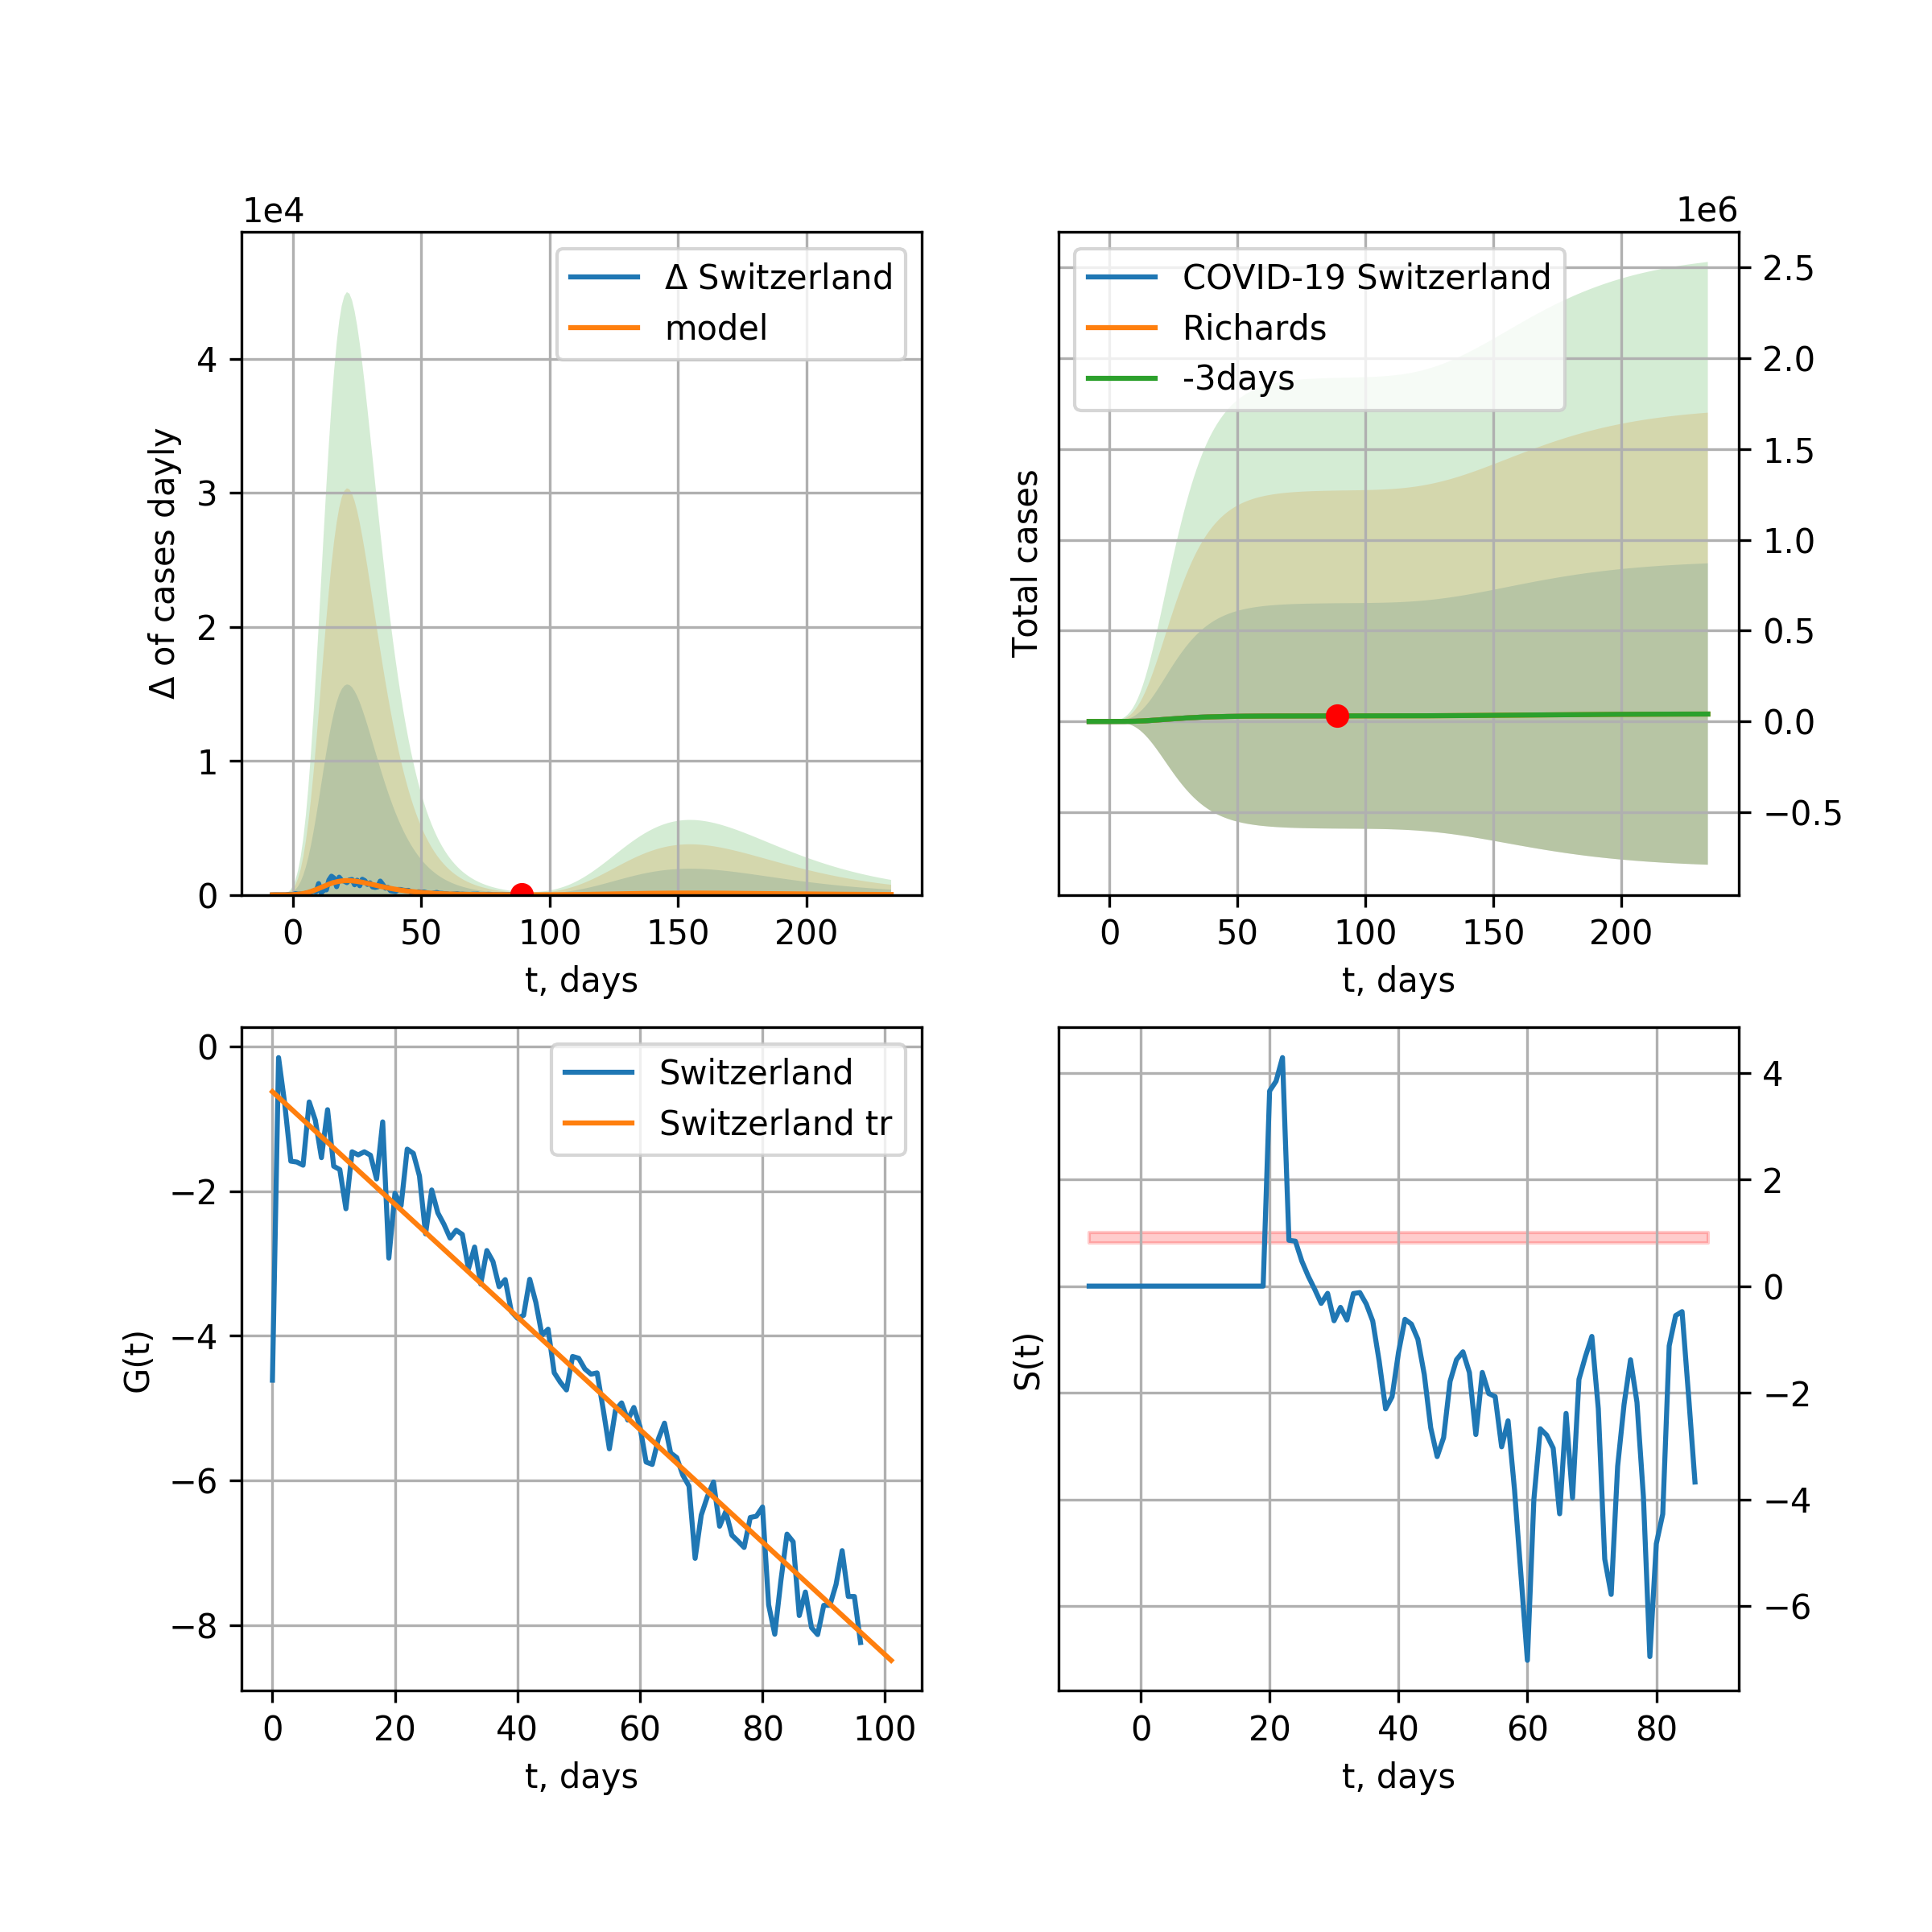 1e4
Δ Switzerland
model
4
3
2
1
0
Δ of cases dayly
0 50 100 150 200
t, days
1e6
COVID-19 Switzerland
Richards
-3days
2.5
2.0
1.5
1.0
0.5
0.0
−0.5
Total cases
0 50 100 150 200
t, days
Switzerland
Switzerland tr
0
−2
−4
−6
−8
G(t)
0 20 40 60 80 100
t, days
4
2
0
−2
−4
−6
S(t)
0 20 40 60 80
t, days